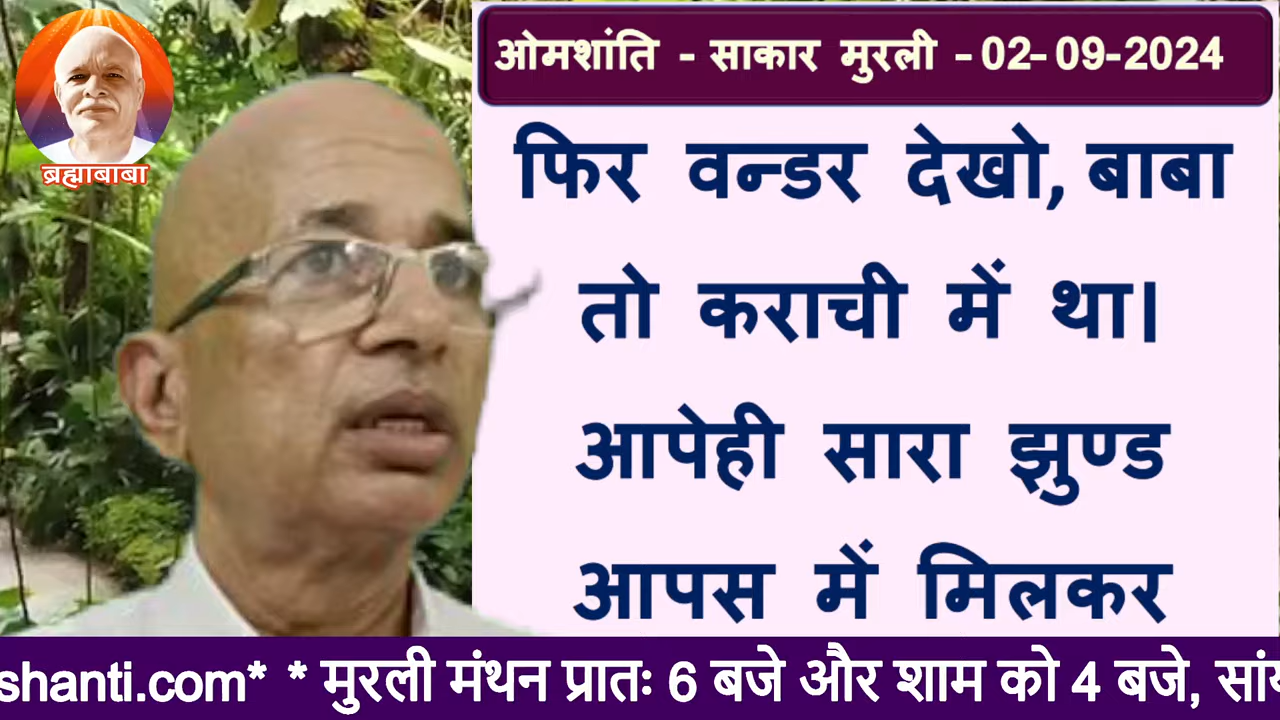 ब्रह्माबाबा
ओमशांति - साकार मुरली - 02- 09-2024
फिर वन्डर देखो, बाबा
तो कराची में था।
आपेही सारा झुण्ड
आपस में मिलकर
shanti.com* * मुरली मंथन प्रातः 6 बजे और शाम को 4 बजे,